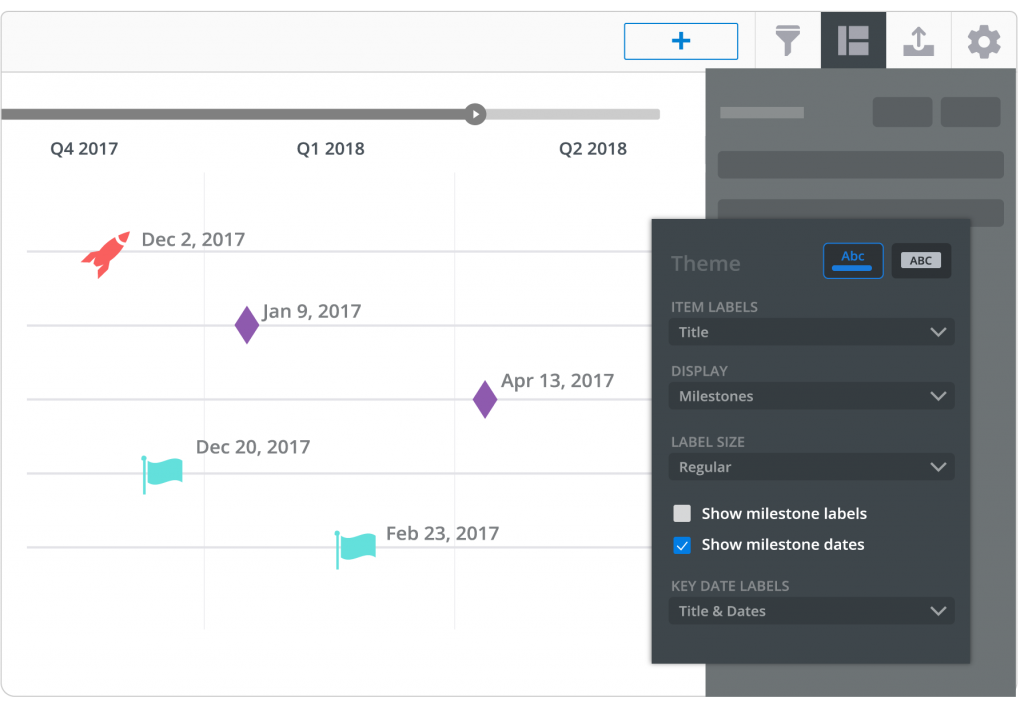 +
Q4 2017
Q1 2018
Q2 2018
Dec 2, 2017
Jan 9, 2017
Apr 13, 2017
Dec 20, 2017
Feb 23, 2017
Theme
Abc
ABC
ITEM LABELS
Title
DISPLAY
Milestones
LABEL SIZE
Regular
Show milestone labels
Show milestone dates
KEY DATE LABELS
Title & Dates